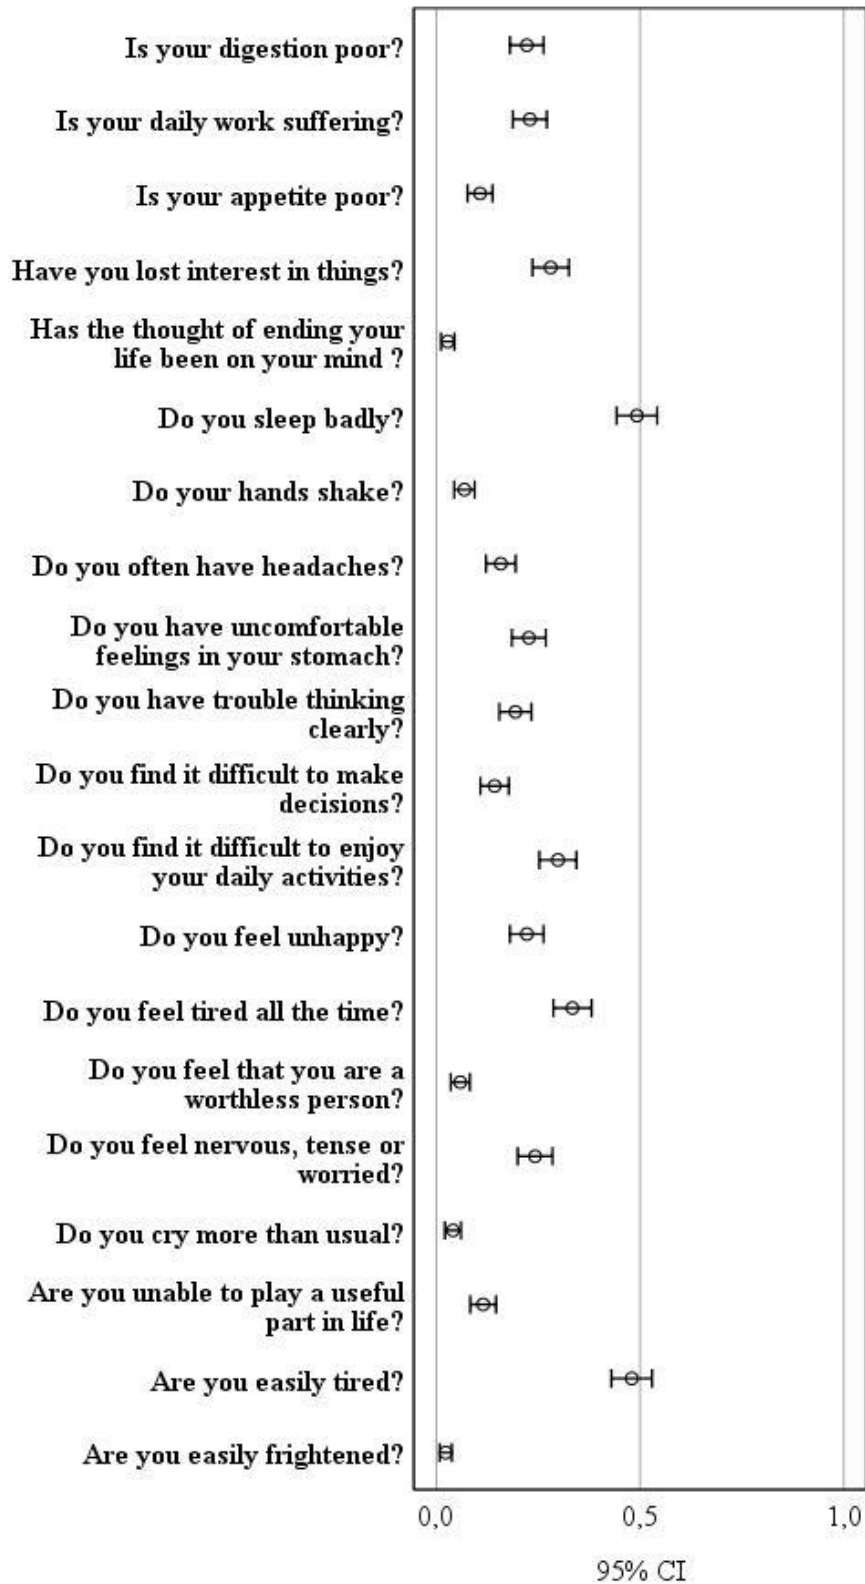 Is your digestion poor?
Is your daily work suffering?
Is your appetite poor?
Have you lost interest in things?
Has the thought of ending your
life been on your mind ?
Do you sleep badly?
Do your hands shake?
Do you often have headaches?
Do you have uncomfortable
feelings in your stomach?
Do you have trouble thinking
clearly?
Do you find it difficult to make
decisions?
Do you find it difficult to enjoy
your daily activities?
Do you feel unhappy?
Do you feel tired all the time?
Do you feel that you are a
worthless person?
Do you feel nervous, tense or
worried?
Do you cry more than usual?
Are you unable to play a useful
part in life?
Are you easily tired?
Are you easily frightened?
0,0 0,5 1,0
95% CI